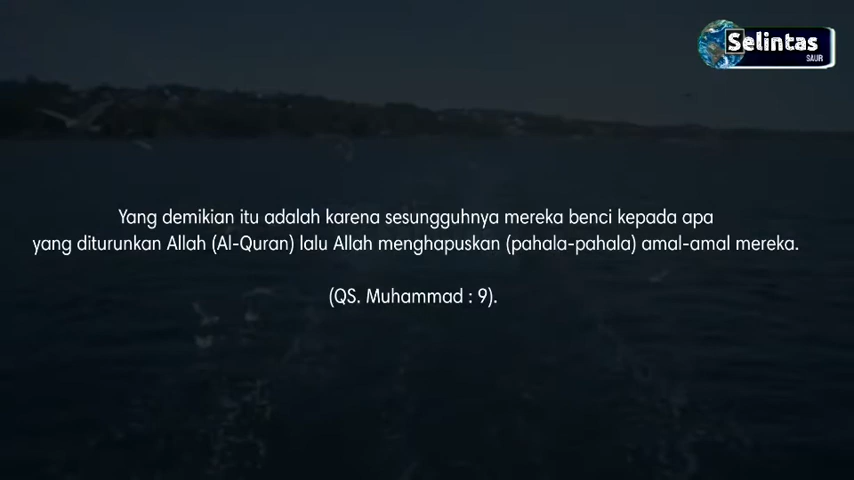 Selintas
SAUR
Yang demikian itu adalah karena sesungguhnya mereka benci kepada apa
yang diturunkan Allah (Al-Quran) lalu Allah menghapuskan (pahala-pahala) amal-amal mereka.
(QS. Muhammad : 9).